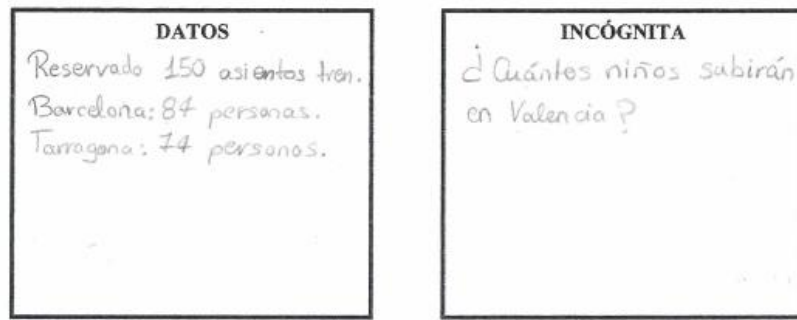 DATOS
Reservado 150 asientos tren.
Barcelona: 84 personas.
Tarragona: 74 personas.
INCÓGNITA
¿Cuántos niños subirán
en Valencia?